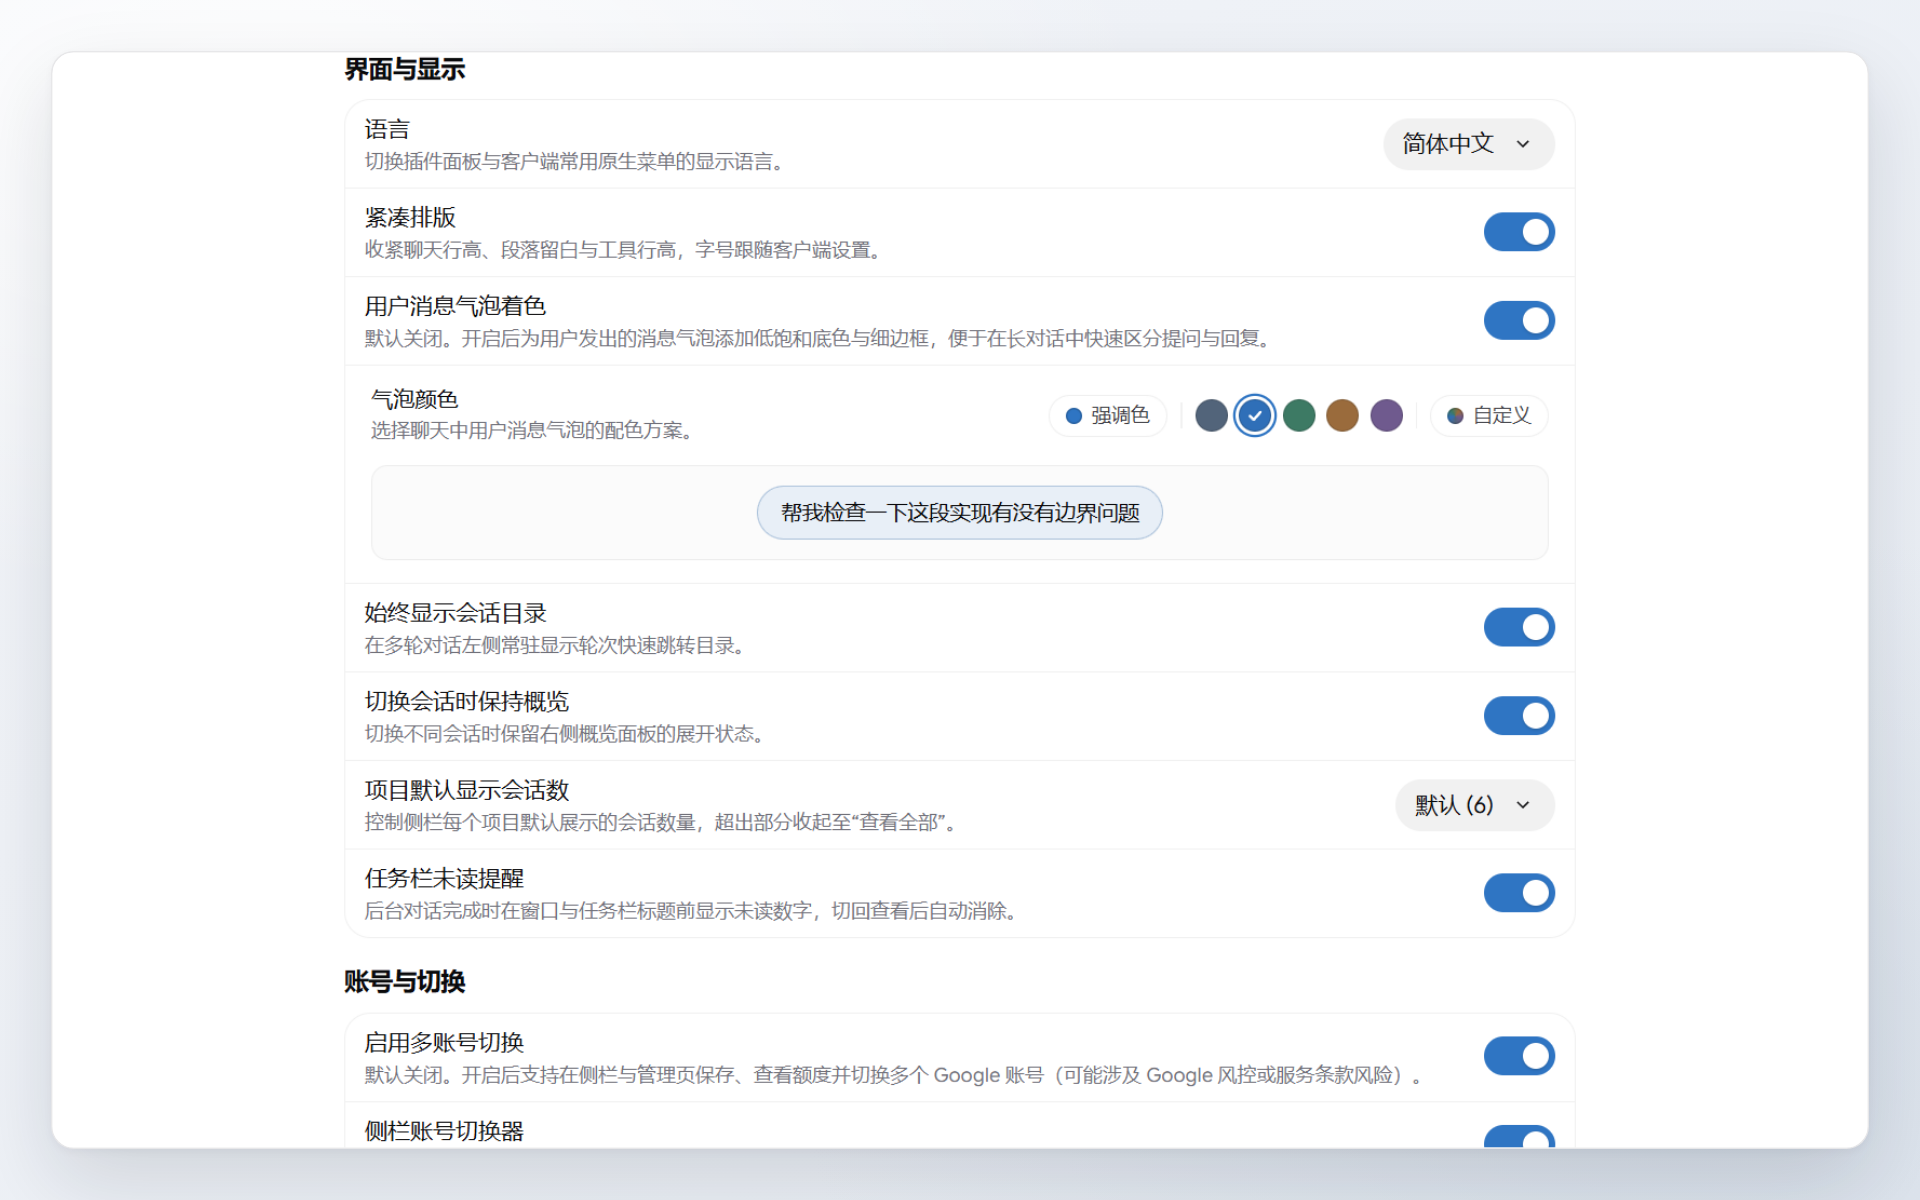 界面与显示
语言
切换插件面板与客户端常用原生菜单的显示语言。
简体中文
紧凑排版
收紧聊天行高、段落留白与工具行高，字号跟随客户端设置。
用户消息气泡着色
默认关闭。开启后为用户发出的消息气泡添加低饱和底色与细边框，便于在长对话中快速区分提问与回复。
气泡颜色
选择聊天中用户消息气泡的配色方案。
强调色
自定义
帮我检查一下这段实现有没有边界问题
始终显示会话目录
在多轮对话左侧常驻显示轮次快速跳转目录。
切换会话时保持概览
切换不同会话时保留右侧概览面板的展开状态。
项目默认显示会话数
控制侧栏每个项目默认展示的会话数量，超出部分收起至“查看全部”。
默认 (6)
任务栏未读提醒
后台对话完成时在窗口与任务栏标题前显示未读数字，切回查看后自动消除。
账号与切换
启用多账号切换
默认关闭。开启后支持在侧栏与管理页保存、查看额度并切换多个 Google 账号（可能涉及 Google 风控或服务条款风险）。
侧栏账号切换器